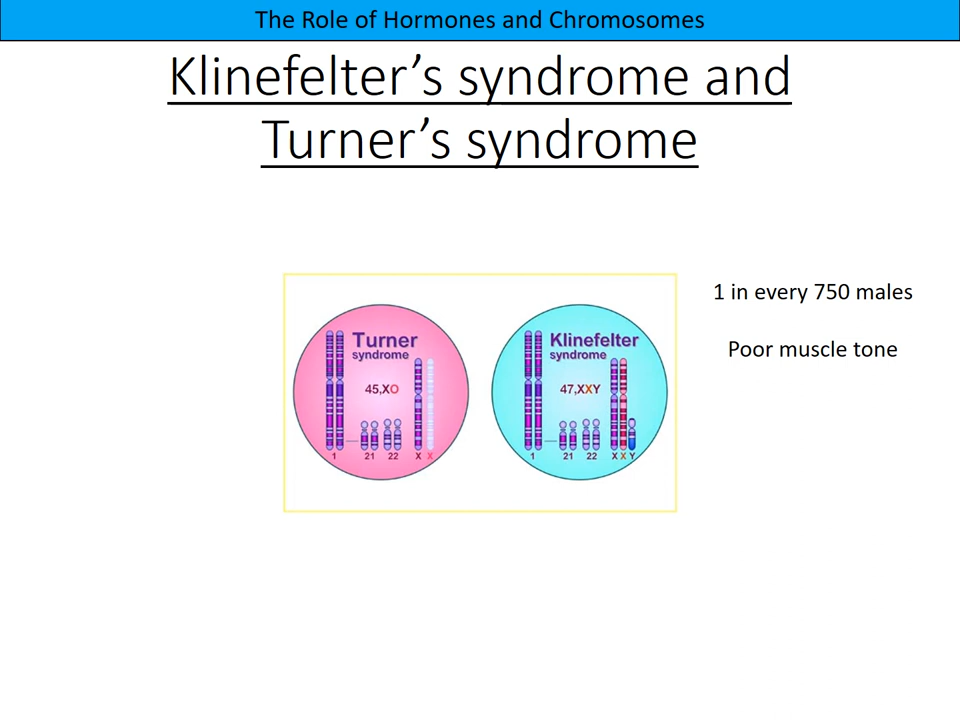 The Role of Hormones and Chromosomes
Klinefelter’s syndrome and
Turner’s syndrome
Turner
syndrome
45,XO
1
21
22
X
X
Klinefelter
syndrome
47,XXY
1
21
22
X
X
Y
1 in every 750 males
Poor muscle tone